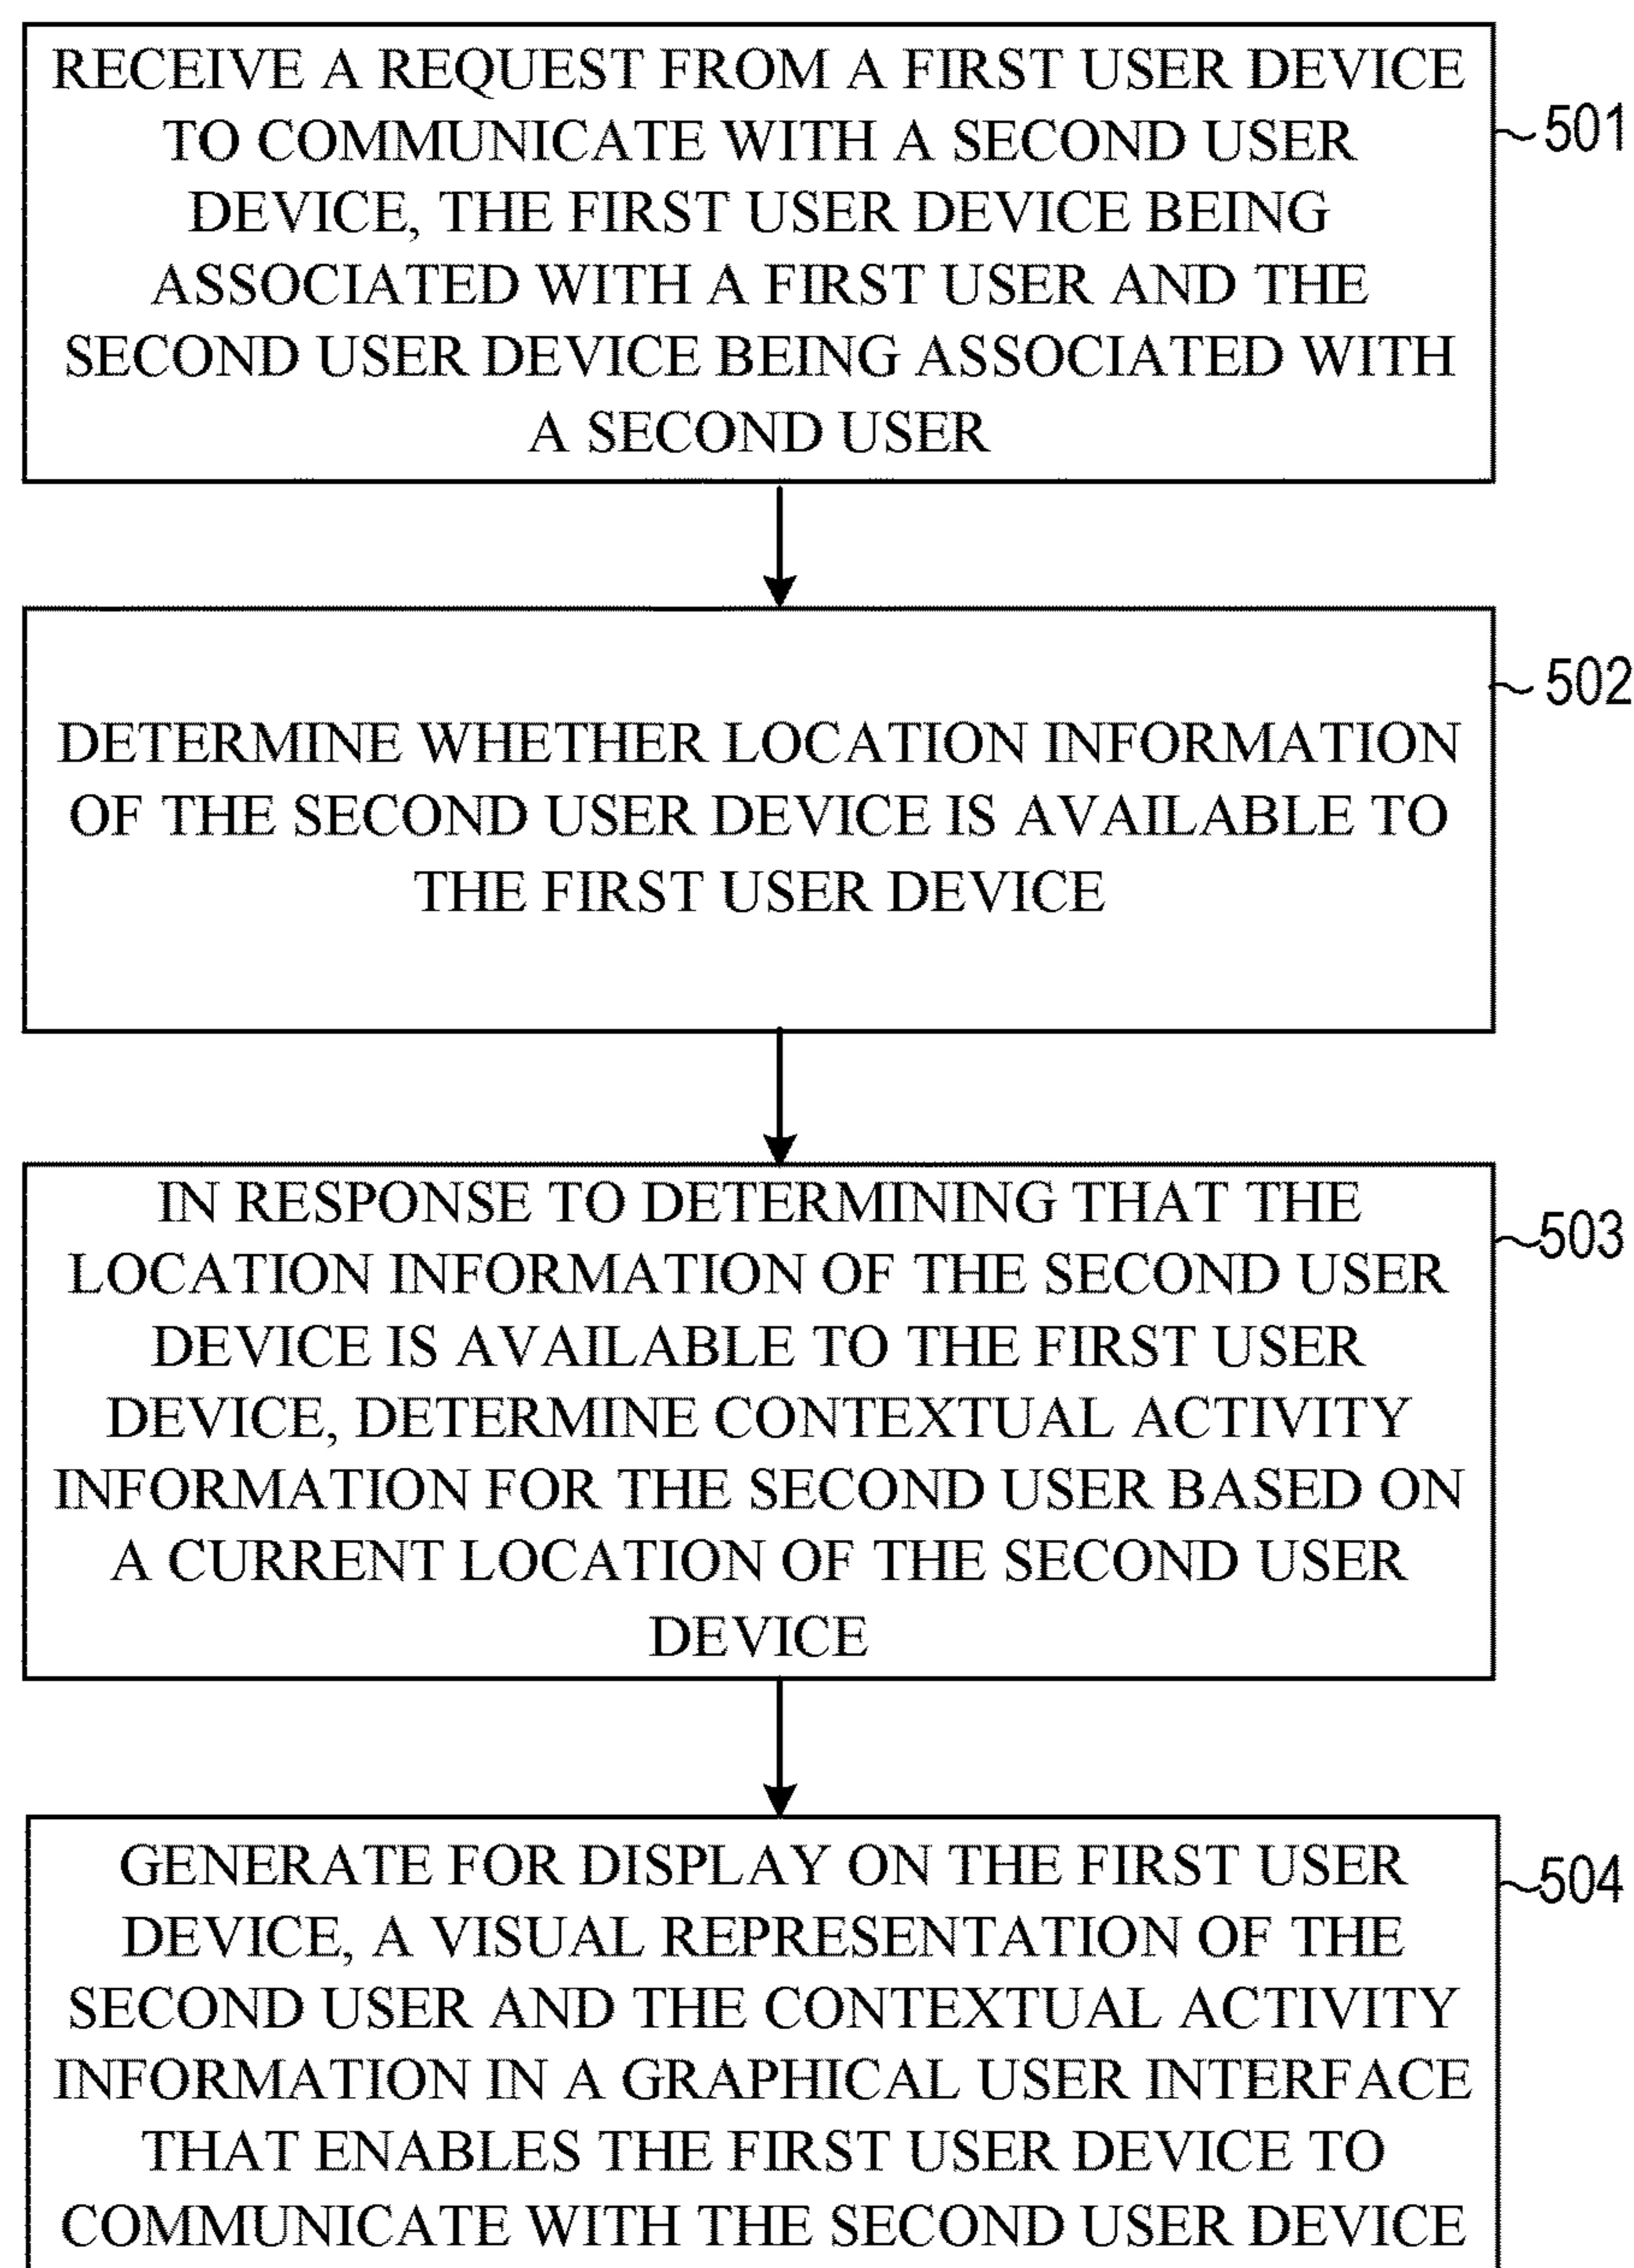 RECEIVE A REQUEST FROM A FIRST USER DEVICE
TO COMMUNICATE WITH A SECOND USER
DEVICE, THE FIRST USER DEVICE BEING
ASSOCIATED WITH A FIRST USER AND THE
SECOND USER DEVICE BEING ASSOCIATED WITH
A SECOND USER
501
DETERMINE WHETHER LOCATION INFORMATION
OF THE SECOND USER DEVICE IS AVAILABLE TO
THE FIRST USER DEVICE
502
IN RESPONSE TO DETERMINING THAT THE
LOCATION INFORMATION OF THE SECOND USER
DEVICE IS AVAILABLE TO THE FIRST USER
DEVICE, DETERMINE CONTEXTUAL ACTIVITY
INFORMATION FOR THE SECOND USER BASED ON
A CURRENT LOCATION OF THE SECOND USER
DEVICE
503
GENERATE FOR DISPLAY ON THE FIRST USER
DEVICE, A VISUAL REPRESENTATION OF THE
SECOND USER AND THE CONTEXTUAL ACTIVITY
INFORMATION IN A GRAPHICAL USER INTERFACE
THAT ENABLES THE FIRST USER DEVICE TO
COMMUNICATE WITH THE SECOND USER DEVICE
504